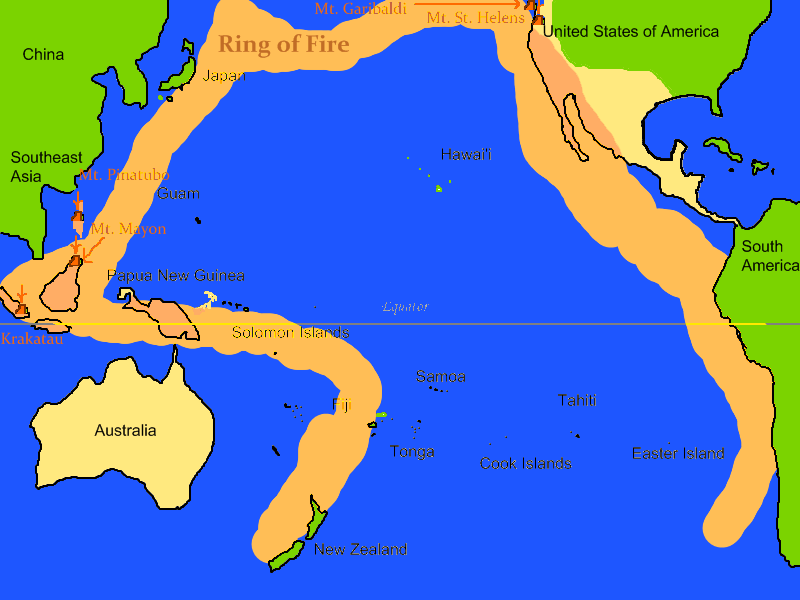 Mt. Garibaldi
Mt. St. Helens
United States of America
Ring of Fire
China
Japan
Hawai'i
Southeast
Asia
Mt. Pinatubo
Guam
Mt. Mayon
South
America
Papua New Guinea
Equator
Solomon Islands
Krakatau
Samoa
Tahiti
Fiji
Australia
Tonga
Cook Islands
Easter Island
New Zealand